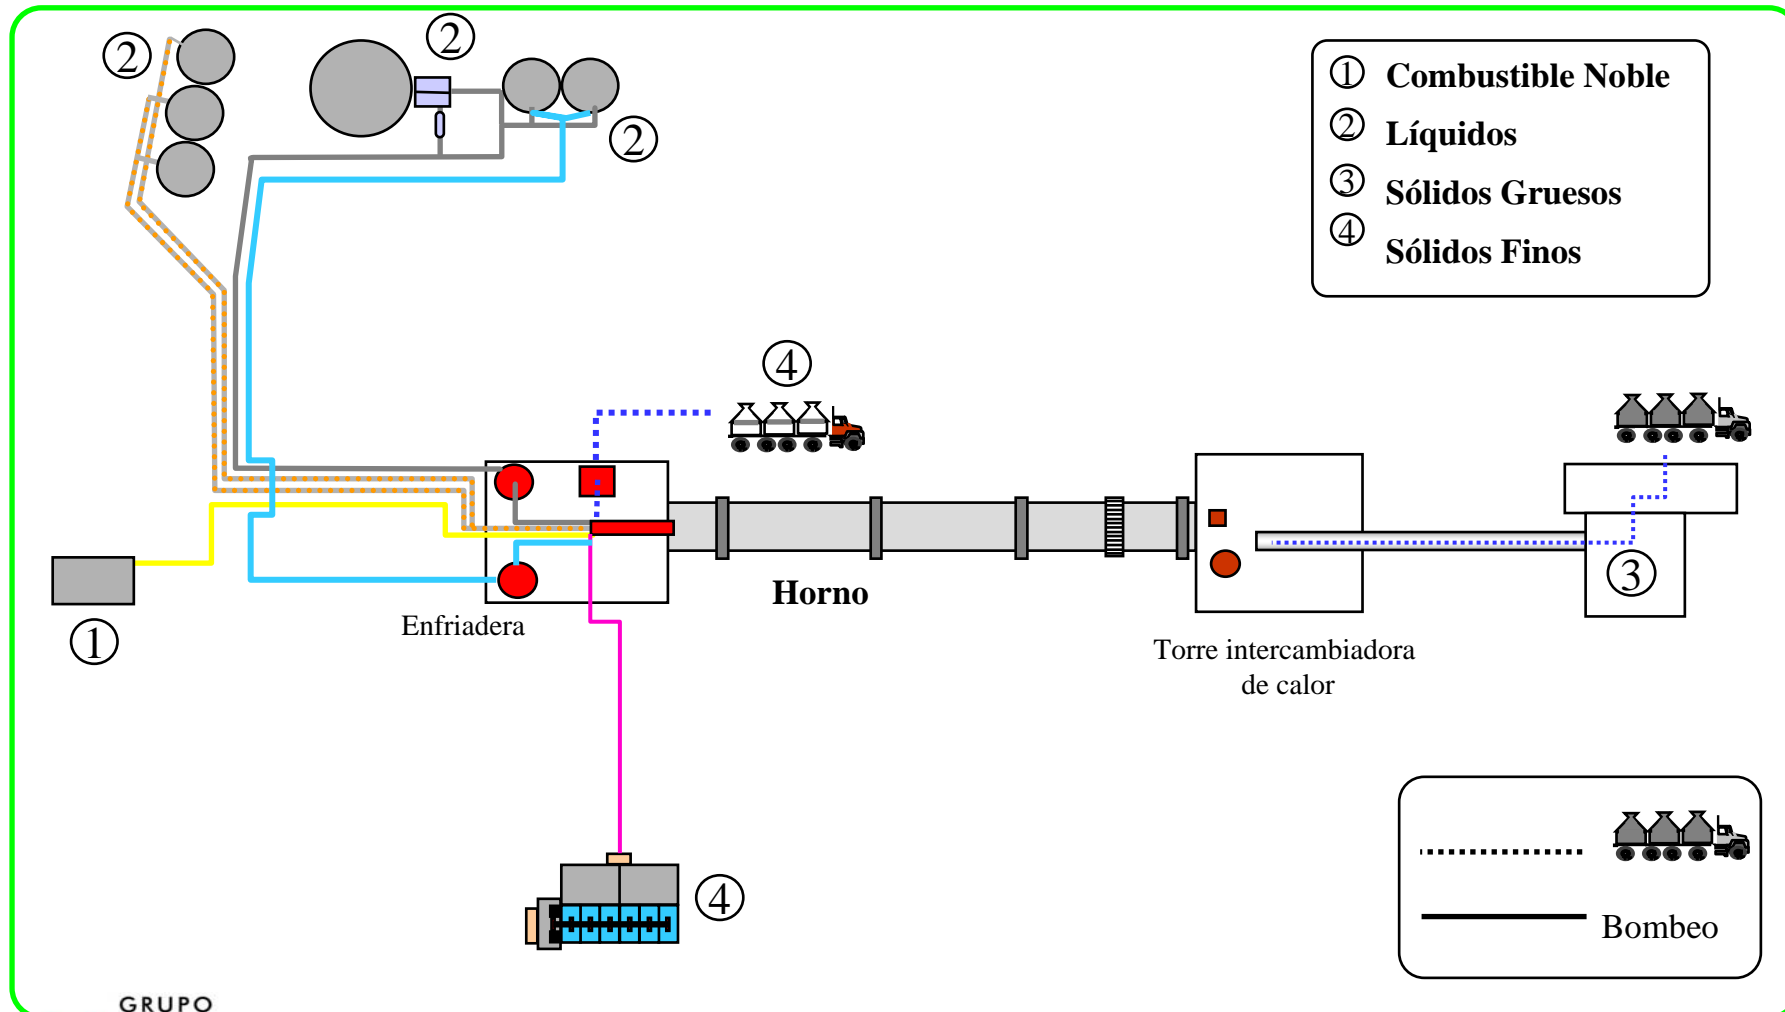 ②
②
②
① Combustible Noble
② Líquidos
③ Sólidos Gruesos
④ Sólidos Finos
④
③
①
Enfriadera
Horno
Torre intercambiadora
de calor
④
Bombeo
GRUPO